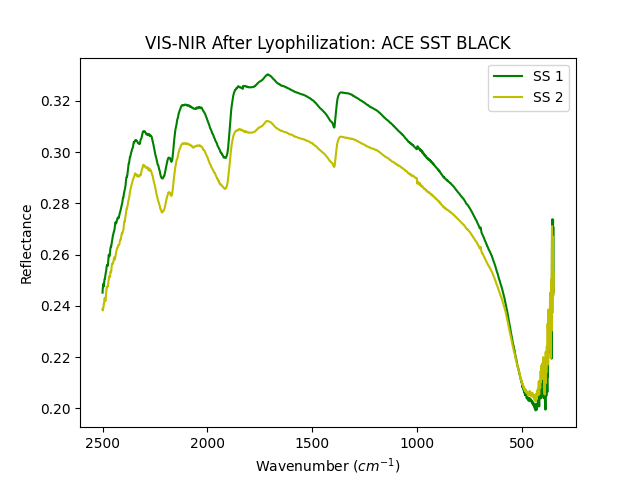 VIS-NIR After Lyophilization: ACE SST BLACK
SS 1
SS 2
0.32
0.30
0.28
0.26
0.24
0.22
0.20
Reflectance
2500 2000 1500 1000 500
Wavenumber (cm⁻¹)